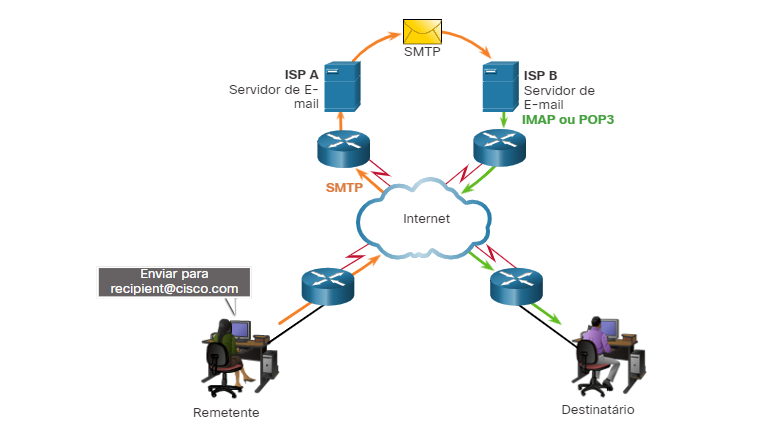 SMTP
ISP A
Servidor de E-
mail
ISP B
Servidor de
E-mail
IMAP ou POP3
SMTP
Internet
Enviar para
recipient@cisco.com
Remetente
Destinatário